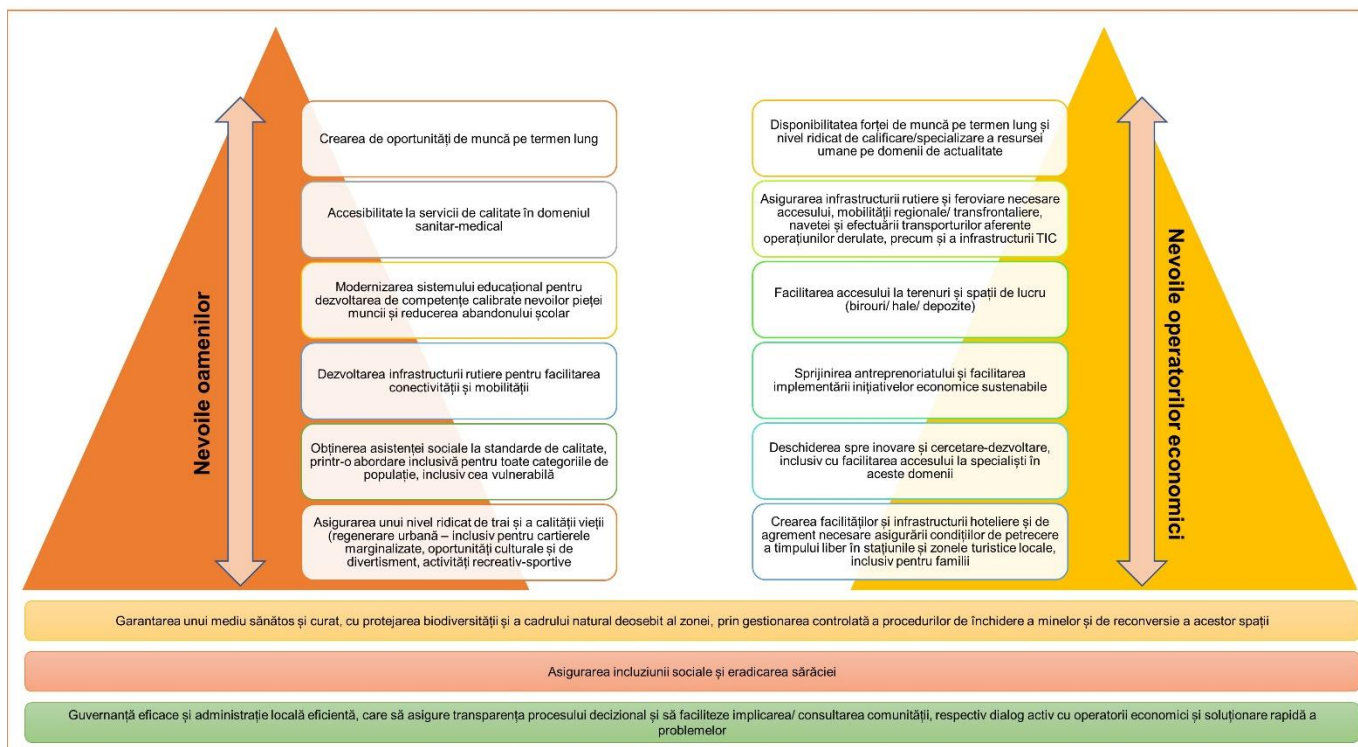 Nevoile oamenilor
Crearea de oportunități de muncă pe termen lung
Accesibilitate la servicii de calitate în domeniul
sanitar-medical
Modernizarea sistemului educațional pentru
dezvoltarea de competențe calibrate nevoilor pieței
muncii și reducerea abandonului școlar
Dezvoltarea infrastructurii rutiere pentru facilitarea
conectivității și mobilității
Obținerea asistenței sociale la standarde de calitate,
printr-o abordare inclusivă pentru toate categoriile de
populație, inclusiv cea vulnerabilă
Asigurarea unui nivel ridicat de trai și a calității vieții
(regenerare urbană – inclusiv pentru cartierele
marginalizate, oportunități culturale și de
divertisment, activități recreativ-sportive
Disponibilitatea forței de muncă pe termen lung și
nivel ridicat de calificare/specializare a resursei
umane pe domenii de actualitate
Asigurarea infrastructurii rutiere și feroviare necesare
accesului, mobilității regionale/ transfrontaliere,
navetei și efectuării transporturilor aferente
operațiunilor derulate, precum și a infrastructurii TIC
Facilitarea accesului la terenuri și spații de lucru
(birouri/ hale/ depozite)
Sprijinirea antreprenoriatului și facilitarea
implementării inițiativelor economice sustenabile
Deschiderea spre inovare și cercetare-dezvoltare,
inclusiv cu facilitarea accesului la specialiști în
aceste domenii
Crearea facilităților și infrastructurii hoteliere și de
agrement necesare asigurării condițiilor de petrecere
a timpului liber în stațiunile și zonele turistice locale,
inclusiv pentru familii
Nevoile operatorilor economici
Garantarea unui mediu sănătos și curat, cu protejarea biodiversității și a cadrului natural deosebit al zonei, prin gestionarea controlată a procedurilor de închidere a minelor și de reconversie a acestor spații
Asigurarea incluziunii sociale și eradicarea sărăciei
Guvernanță eficace și administrație locală eficientă, care să asigure transparența procesului decizional și să faciliteze implicarea/ consultarea comunității, respectiv dialog activ cu operatorii economici și soluționare rapidă a
problemelor